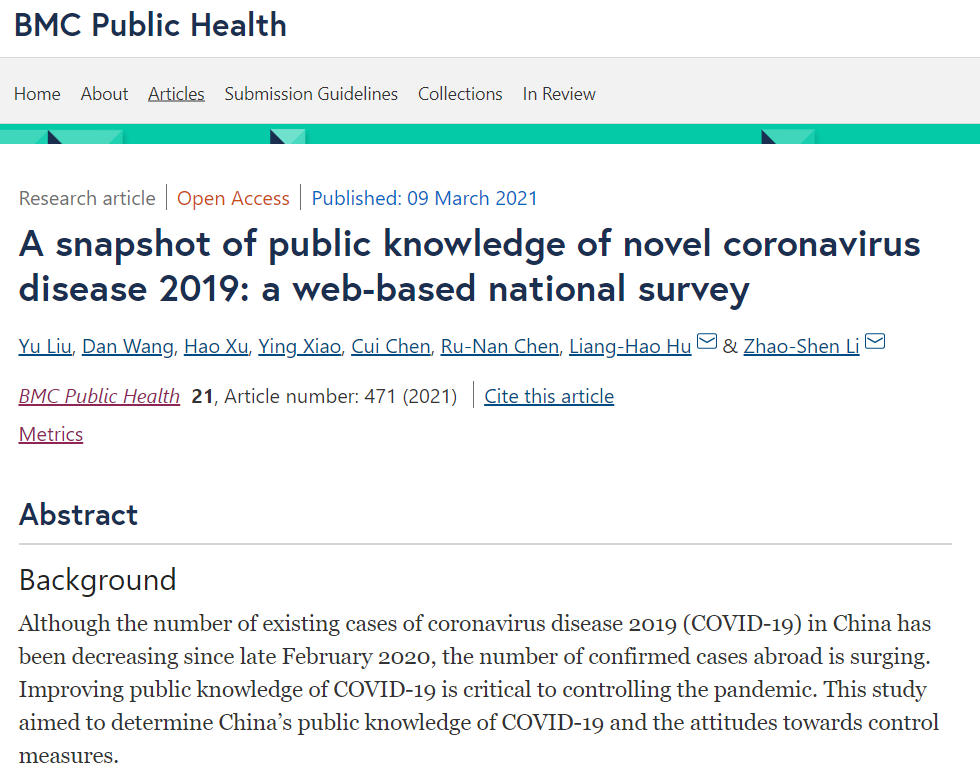 BMC Public Health
Home About Articles Submission Guidelines Collections In Review
Research article Open Access Published: 09 March 2021
A snapshot of public knowledge of novel coronavirus
disease 2019: a web-based national survey
Yu Liu, Dan Wang, Hao Xu, Ying Xiao, Cui Chen, Ru-Nan Chen, Liang-Hao Hu & Zhao-Shen Li
BMC Public Health 21, Article number: 471 (2021) Cite this article
Metrics
Abstract
Background
Although the number of existing cases of coronavirus disease 2019 (COVID-19) in China has
been decreasing since late February 2020, the number of confirmed cases abroad is surging.
Improving public knowledge of COVID-19 is critical to controlling the pandemic. This study
aimed to determine China’s public knowledge of COVID-19 and the attitudes towards control
measures.